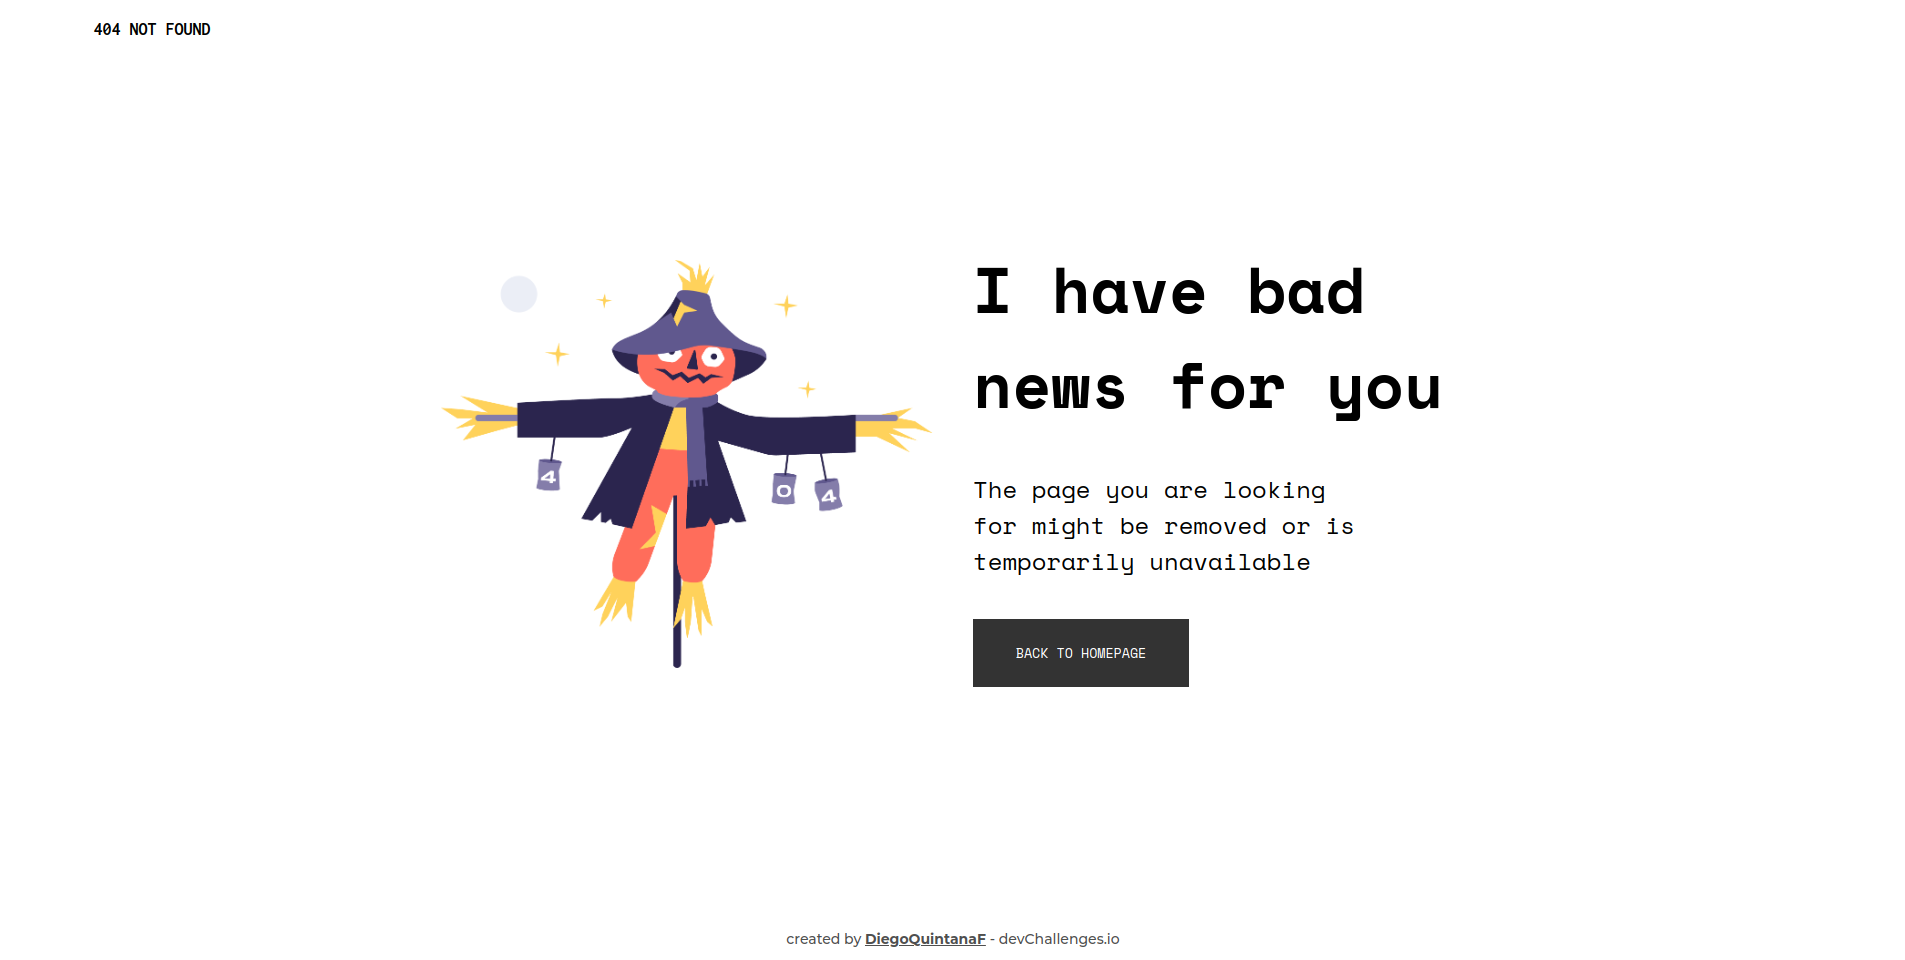 404 NOT FOUND
I have bad
news for you
4
0
4
The page you are looking
for might be removed or is
temporarily unavailable
BACK TO HOMEPAGE
created by DiegoQuintanaF - devChallenges.io